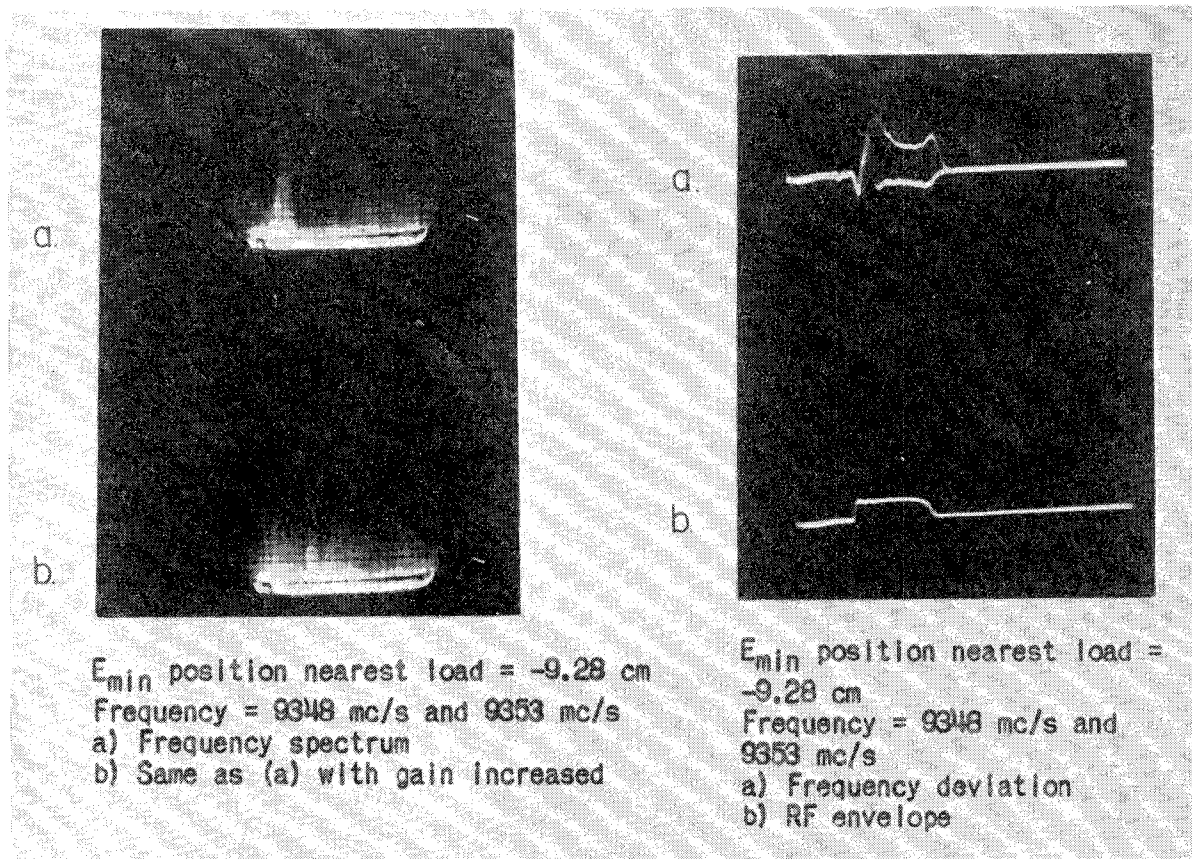 a.
b.
E_min position nearest load = -9.28 cm
Frequency = 9348 mc/s and 9353 mc/s
a) Frequency spectrum
b) Same as (a) with gain increased
a.
b
E_min position nearest load =
-9.28 cm
Frequency = 9348 mc/s and
9353 mc/s
a) Frequency deviation
b) RF envelope